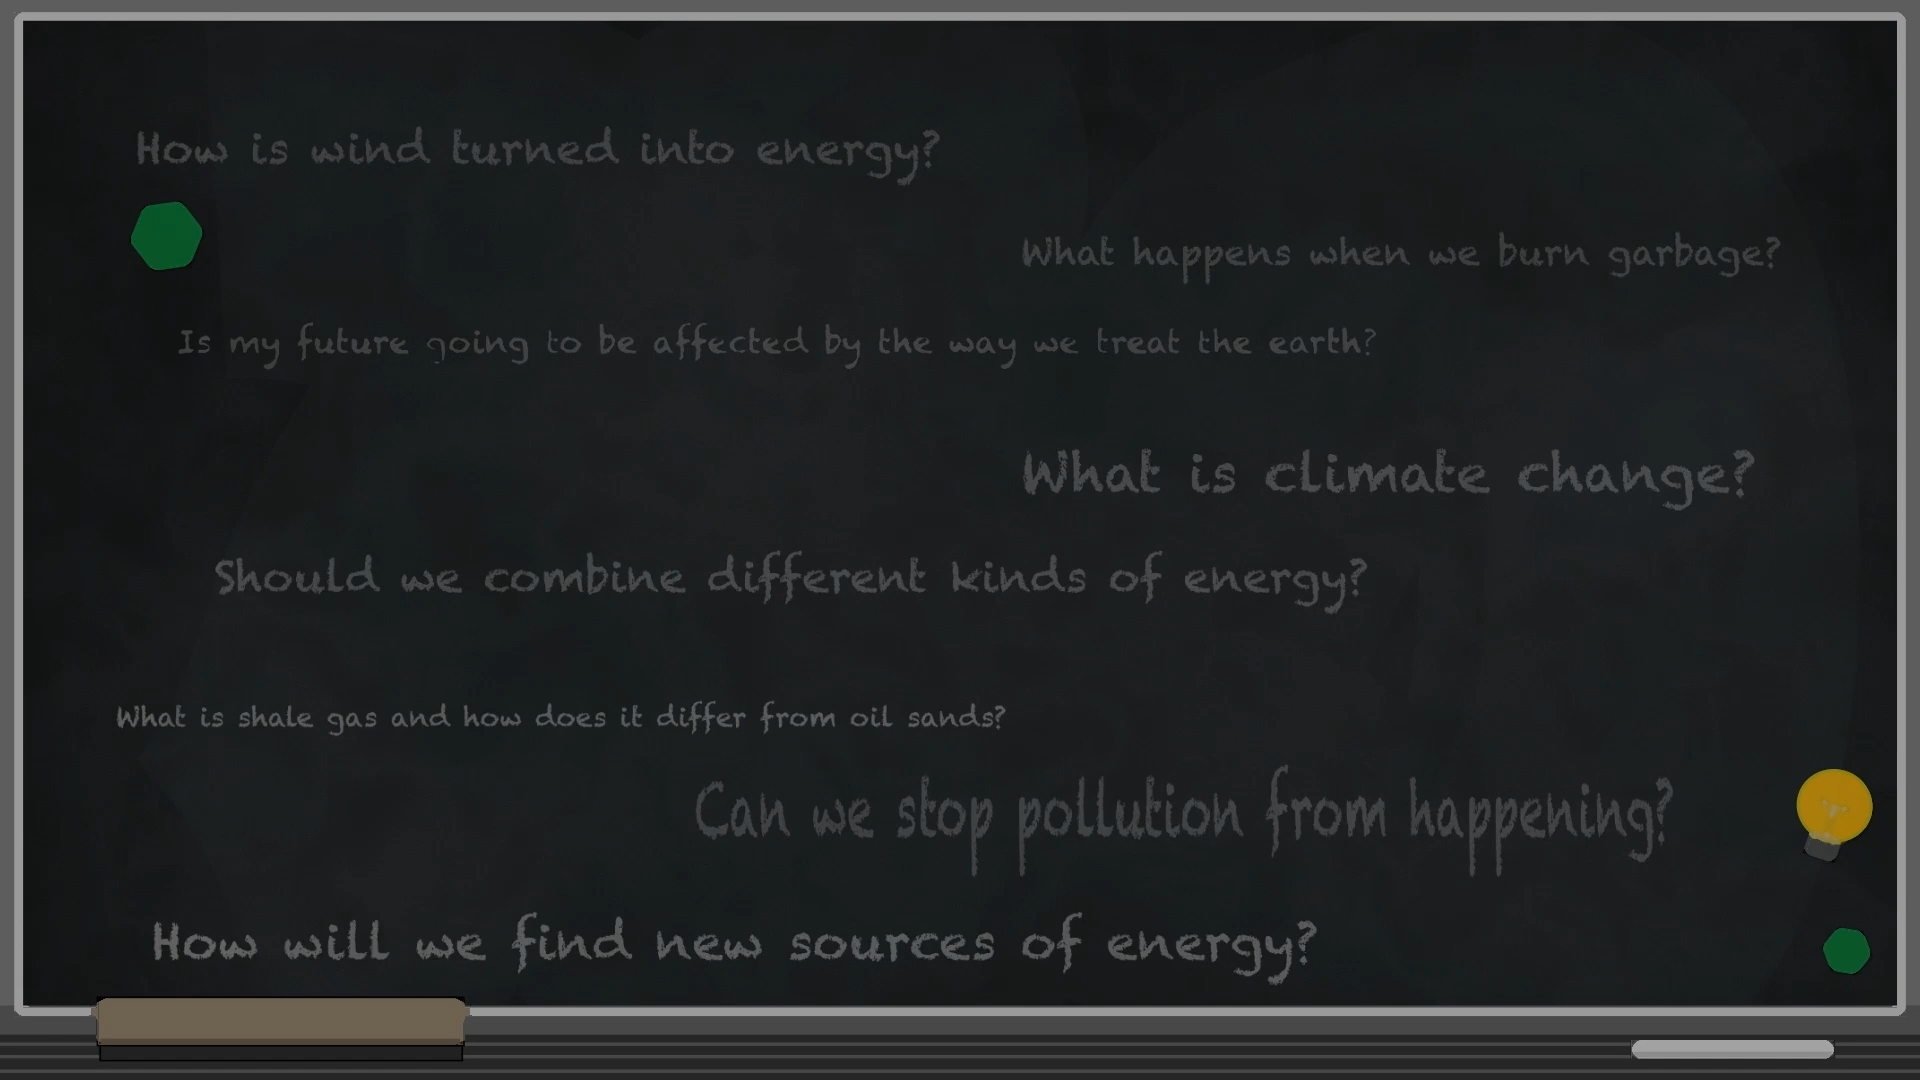 How is wind turned into energy?
What happens when we burn garbage?
Is my future going to be affected by the way we treat the earth?
What is climate change?
Should we combine different kinds of energy?
What is shale gas and how does it differ from oil sands?
Can we stop pollution from happening?
How will we find new sources of energy?